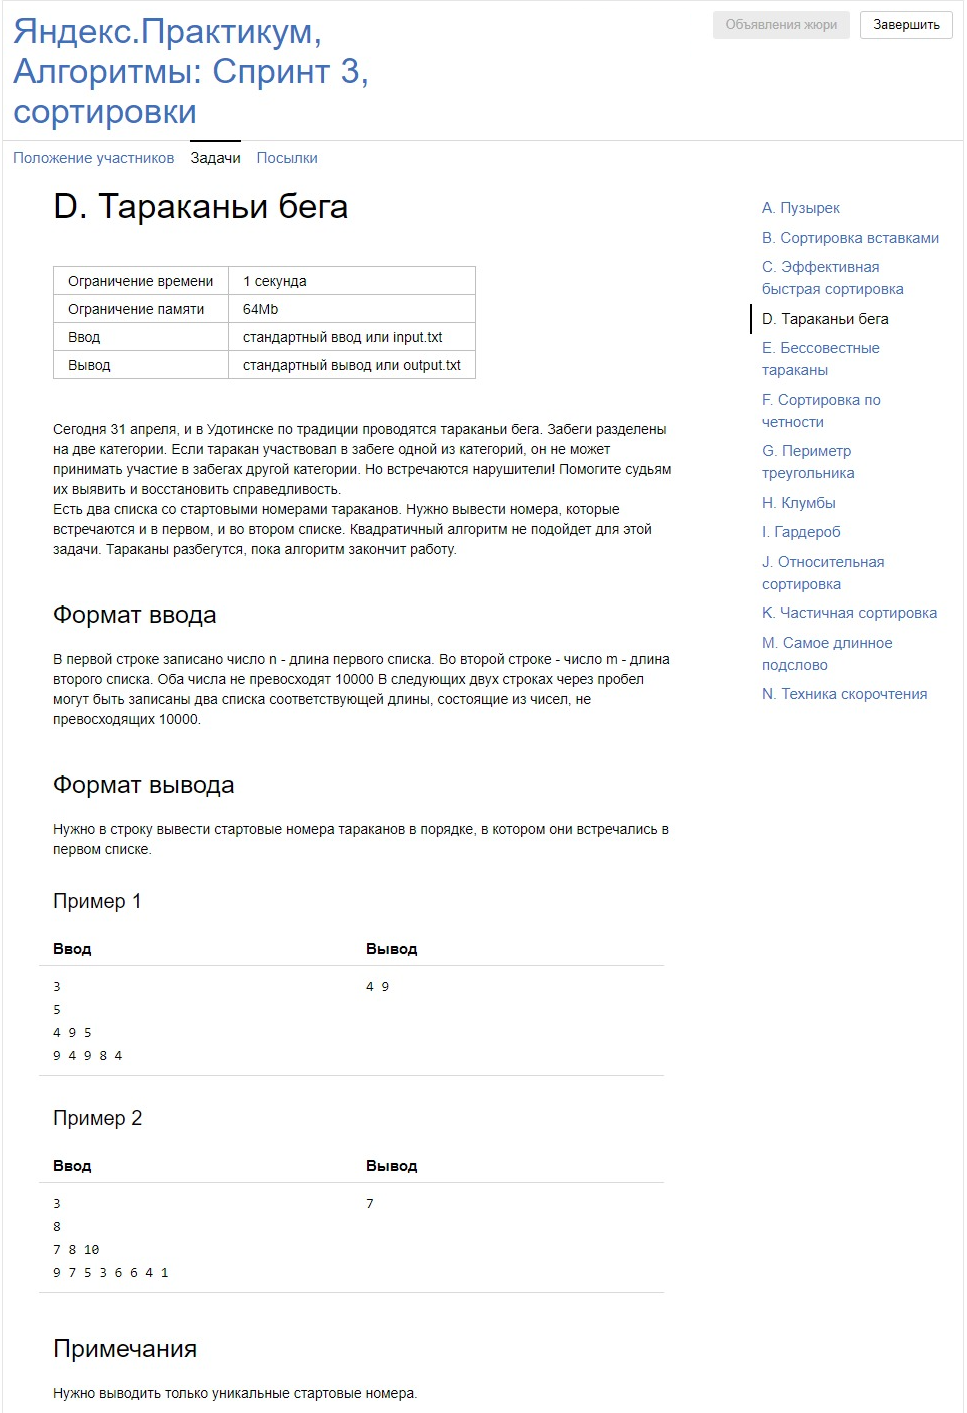 Яндекс.Практикум,
Алгоритмы: Спринт 3,
сортировки
Объявления жюри
Завершить
Положение участников Задачи Посылки
D. Тараканьи бега
Ограничение времени 1 секунда
Ограничение памяти 64Mb
Ввод стандартный ввод или input.txt
Вывод стандартный вывод или output.txt
Сегодня 31 апреля, и в Удотинске по традиции проводятся тараканьи бега. Забеги разделены
на две категории. Если таракан участвовал в забеге одной из категорий, он не может
принимать участие в забегах другой категории. Но встречаются нарушители! Помогите судьям
их выявить и восстановить справедливость.
Есть два списка со стартовыми номерами тараканов. Нужно вывести номера, которые
встречаются и в первом, и во втором списке. Квадратичный алгоритм не подойдет для этой
задачи. Тараканы разбегутся, пока алгоритм закончит работу.
Формат ввода
В первой строке записано число n - длина первого списка. Во второй строке - число m - длина
второго списка. Оба числа не превосходят 10000 В следующих двух строках через пробел
могут быть записаны два списка соответствующей длины, состоящие из чисел, не
превосходящих 10000.
Формат вывода
Нужно в строку вывести стартовые номера тараканов в порядке, в котором они встречались в
первом списке.
Пример 1
Ввод Вывод
3 4 9
5
4 9 5
9 4 9 8 4
Пример 2
Ввод Вывод
3 7
8
7 8 10
9 7 5 3 6 6 4 1
Примечания
Нужно выводить только уникальные стартовые номера.
A. Пузырек
B. Сортировка вставками
C. Эффективная
быстрая сортировка
D. Тараканьи бега
E. Бессовестные
тараканы
F. Сортировка по
четности
G. Периметр
треугольника
H. Клумбы
I. Гардероб
J. Относительная
сортировка
K. Частичная сортировка
M. Самое длинное
подслово
N. Техника скорочтения